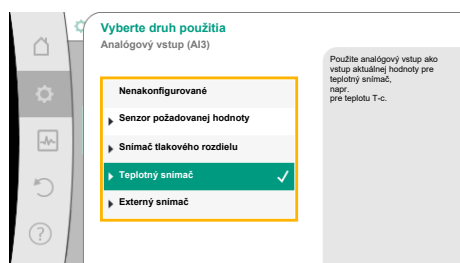 Vyberte druh použitia
Analógový vstup (AI3)
Nenakonfigurované
Senzor požadovanej hodnoty
Snímač tlakového rozdielu
Teplotný snímač
Externý snímač
Použite analógový vstup ako
vstup aktuálnej hodnoty pre
teplotný snímač,
napr.
pre teplotu T-c.